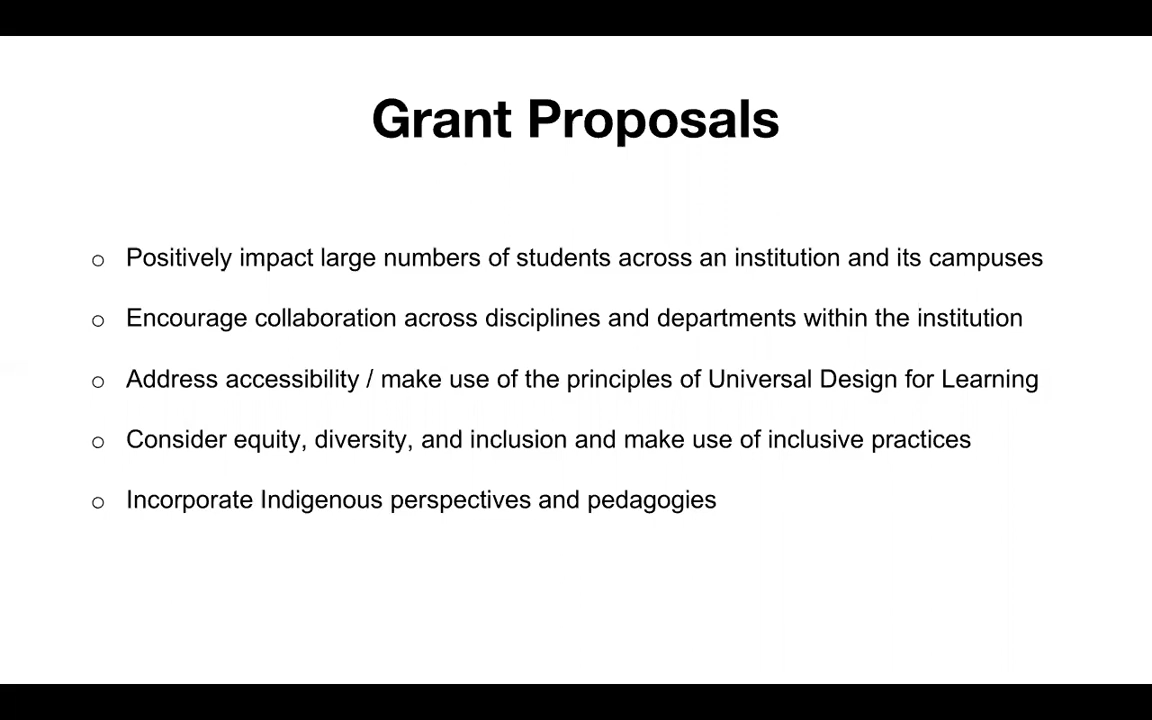 Grant Proposals
o Positively impact large numbers of students across an institution and its campuses
o Encourage collaboration across disciplines and departments within the institution
o Address accessibility / make use of the principles of Universal Design for Learning
o Consider equity, diversity, and inclusion and make use of inclusive practices
o Incorporate Indigenous perspectives and pedagogies